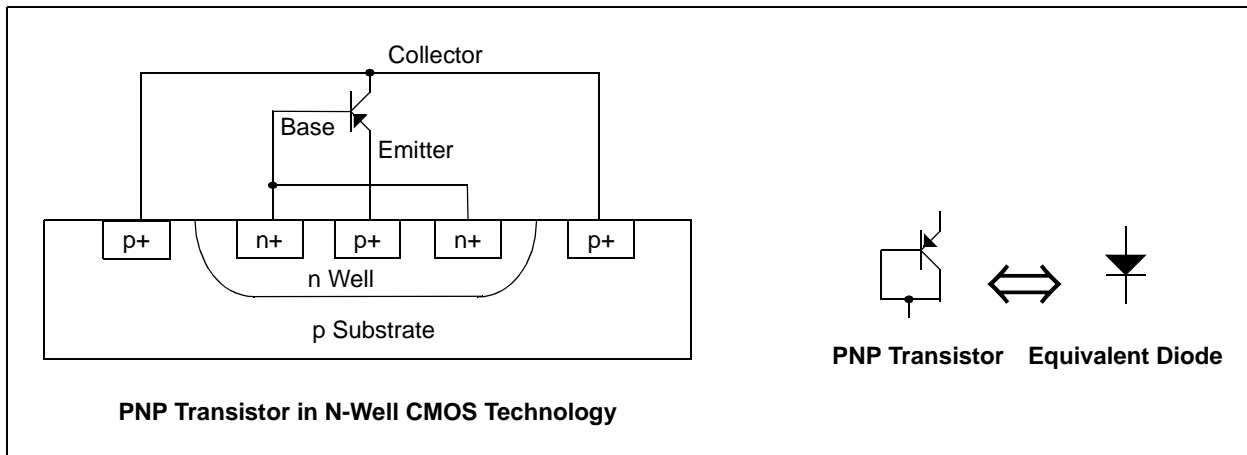 Collector
Base
Emitter
p+ n+ p+ n+ p+
n Well
p Substrate
PNP Transistor Equivalent Diode
PNP Transistor in N-Well CMOS Technology